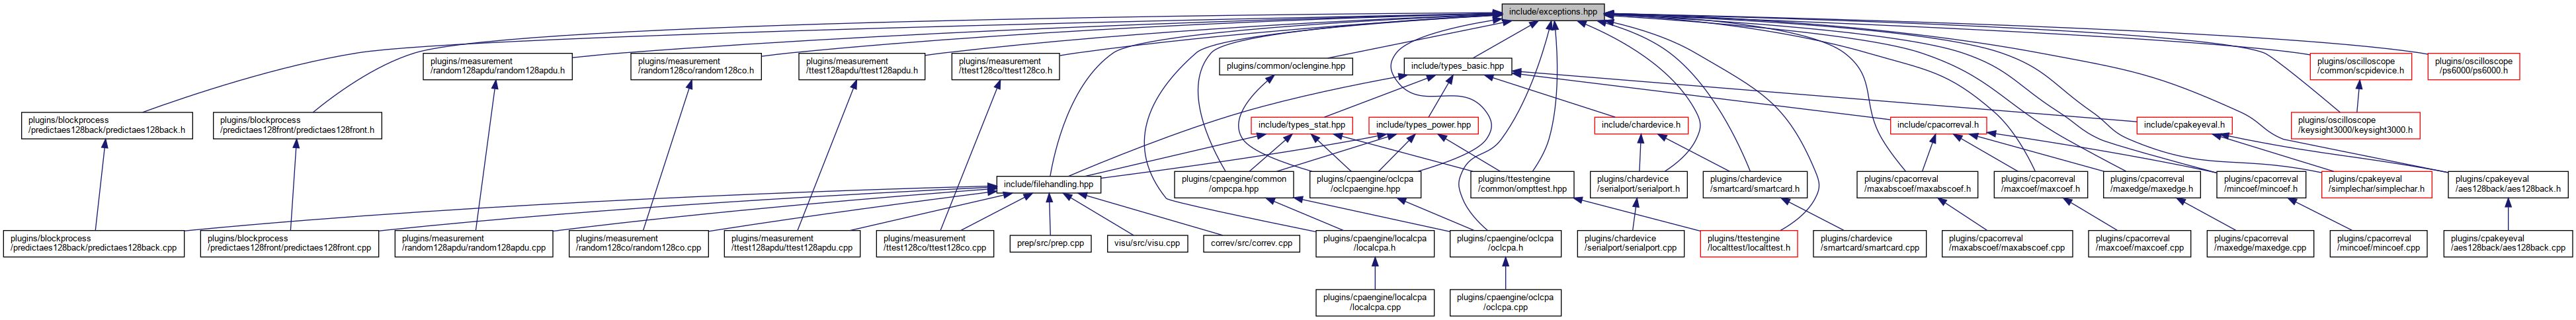 include/exceptions.hpp
plugins/measurement
/random128apdu/random128apdu.h
plugins/measurement
/random128co/random128co.h
plugins/measurement
/ttest128apdu/ttest128apdu.h
plugins/measurement
/ttest128co/ttest128co.h
plugins/common/oclengine.hpp
include/types_basic.hpp
plugins/oscilloscope
/common/scpidevice.h
plugins/oscilloscope
/ps6000/ps6000.h
plugins/blockprocess
/predictaes128back/predictaes128back.h
plugins/blockprocess
/predictaes128front/predictaes128front.h
include/types_stat.hpp
include/types_power.hpp
include/chardevice.h
include/cpacorreval.h
include/cpakeyeval.h
plugins/oscilloscope
/keysight3000/keysight3000.h
include/filehandling.hpp
plugins/cpaengine/common
/ompcpa.hpp
plugins/cpaengine/oclcpa
/oclcpaengine.hpp
plugins/ttestengine
/common/ompttest.hpp
plugins/chardevice
/serialport/serialport.h
plugins/chardevice
/smartcard/smartcard.h
plugins/cpacorreval
/maxabscoef/maxabscoef.h
plugins/cpacorreval
/maxcoef/maxcoef.h
plugins/cpacorreval
/maxedge/maxedge.h
plugins/cpacorreval
/mincoef/mincoef.h
plugins/cpakeyeval
/simplechar/simplechar.h
plugins/cpakeyeval
/aes128back/aes128back.h
plugins/blockprocess
/predictaes128back/predictaes128back.cpp
plugins/blockprocess
/predictaes128front/predictaes128front.cpp
plugins/measurement
/random128apdu/random128apdu.cpp
plugins/measurement
/random128co/random128co.cpp
plugins/measurement
/ttest128apdu/ttest128apdu.cpp
plugins/measurement
/ttest128co/ttest128co.cpp
prep/src/prep.cpp
visu/src/visu.cpp
correv/src/correv.cpp
plugins/cpaengine/localcpa
/localcpa.h
plugins/cpaengine/oclcpa
/oclcpa.h
plugins/chardevice
/serialport/serialport.cpp
plugins/ttestengine
/localttest/localttest.h
plugins/chardevice
/smartcard/smartcard.cpp
plugins/cpacorreval
/maxabscoef/maxabscoef.cpp
plugins/cpacorreval
/maxcoef/maxcoef.cpp
plugins/cpacorreval
/maxedge/maxedge.cpp
plugins/cpacorreval
/mincoef/mincoef.cpp
plugins/cpakeyeval
/aes128back/aes128back.cpp
plugins/cpaengine/localcpa
/localcpa.cpp
plugins/cpaengine/oclcpa
/oclcpa.cpp